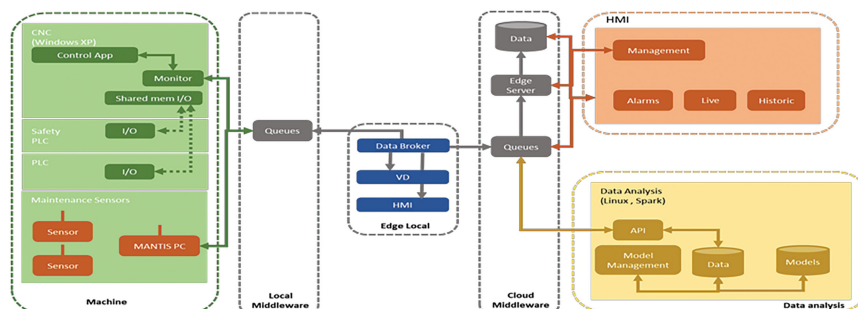 CNC
(Windows XP)
Control App
Monitor
Shared mem I/O
Safety
PLC
I/O
PLC
I/O
Maintenance Sensors
Sensor
MANTIS PC
Sensor
Machine
Queues
Local
Middleware
Data Broker
VD
HMI
Edge Local
Data
Edge
Server
Queues
Cloud
Middleware
HMI
Management
Alarms
Live
Historic
Data Analysis
(Linux , Spark)
API
Model
Management
Data
Models
Data analysis